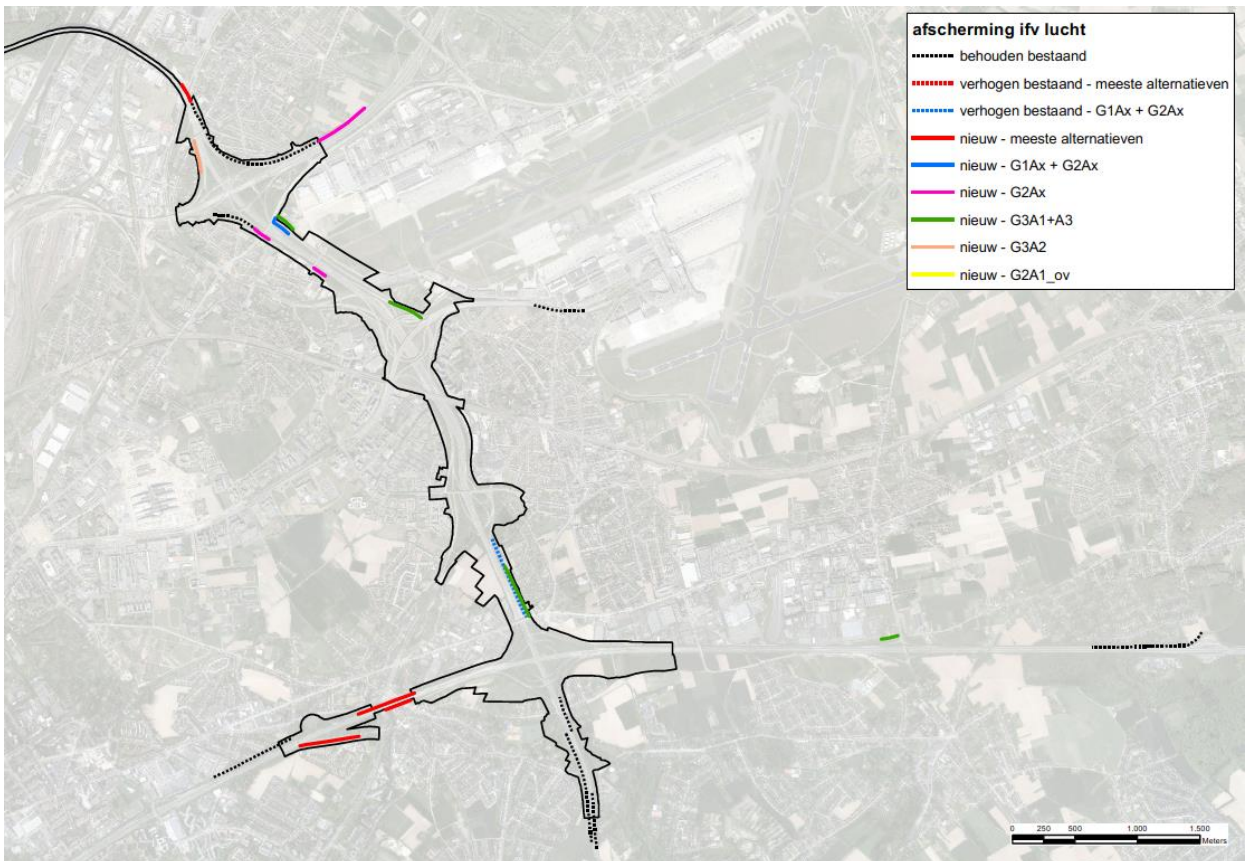 afscherming ifv lucht
behouden bestaand
verhogen bestaand - meeste alternatieven
verhogen bestaand - G1Ax + G2Ax
nieuw - meeste alternatieven
nieuw - G1Ax + G2Ax
nieuw - G2Ax
nieuw - G3A1+A3
nieuw - G3A2
nieuw - G2A1_ov
0 250 500 1.000 1.500
Meters